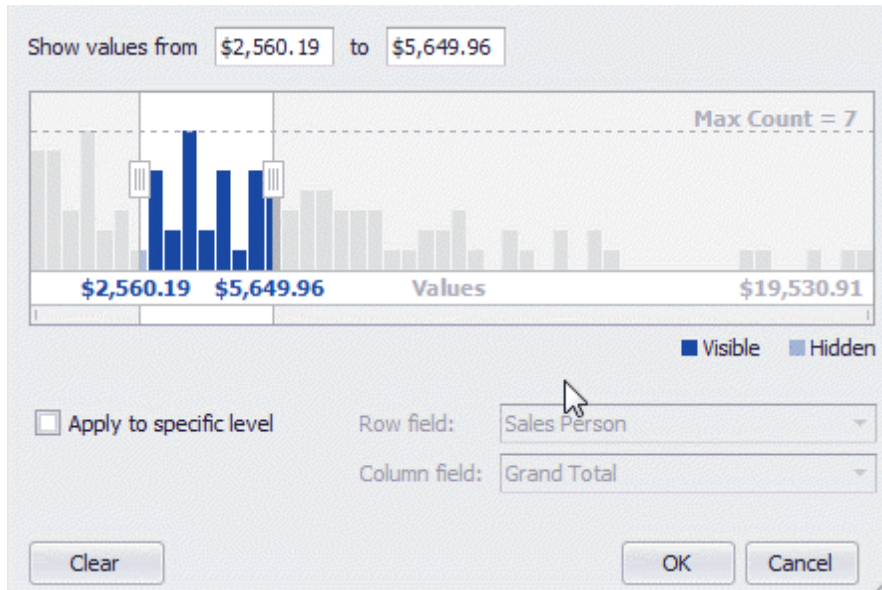 Show values from $2,560.19 to $5,649.96
Max Count = 7
$2,560.19 $5,649.96 Values $19,530.91
Visible Hidden
Apply to specific level Row field: Sales Person
Column field: Grand Total
Clear OK Cancel